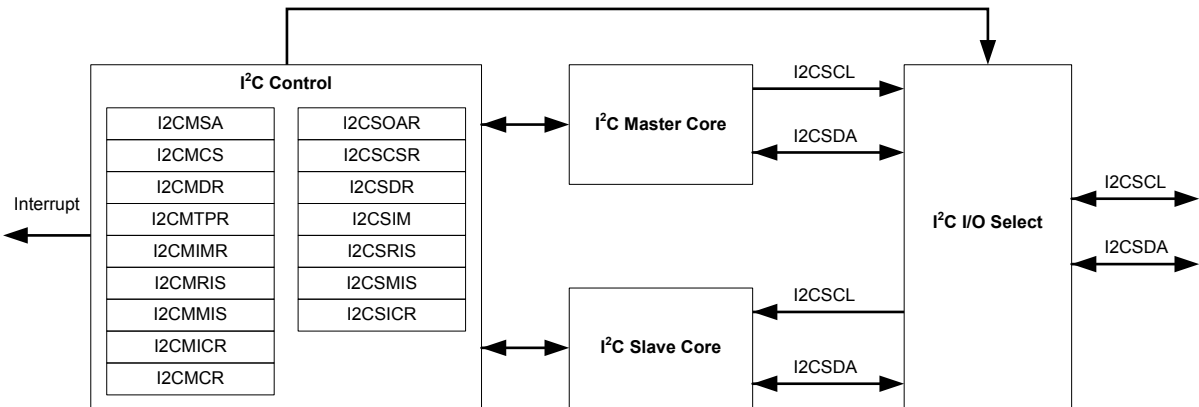 I²C Control
I2CMSA
I2CMCS
I2CMDR
I2CMTPR
I2CMIMR
I2CMRIS
I2CMMIS
I2CMICR
I2CMCR
I2CSOAR
I2CSCSR
I2CSDR
I2CSIM
I2CSRIS
I2CSMIS
I2CSICR
Interrupt
I²C Master Core
I2CSCL
I2CSDA
I²C Slave Core
I2CSCL
I2CSDA
I²C I/O Select
I2CSCL
I2CSDA